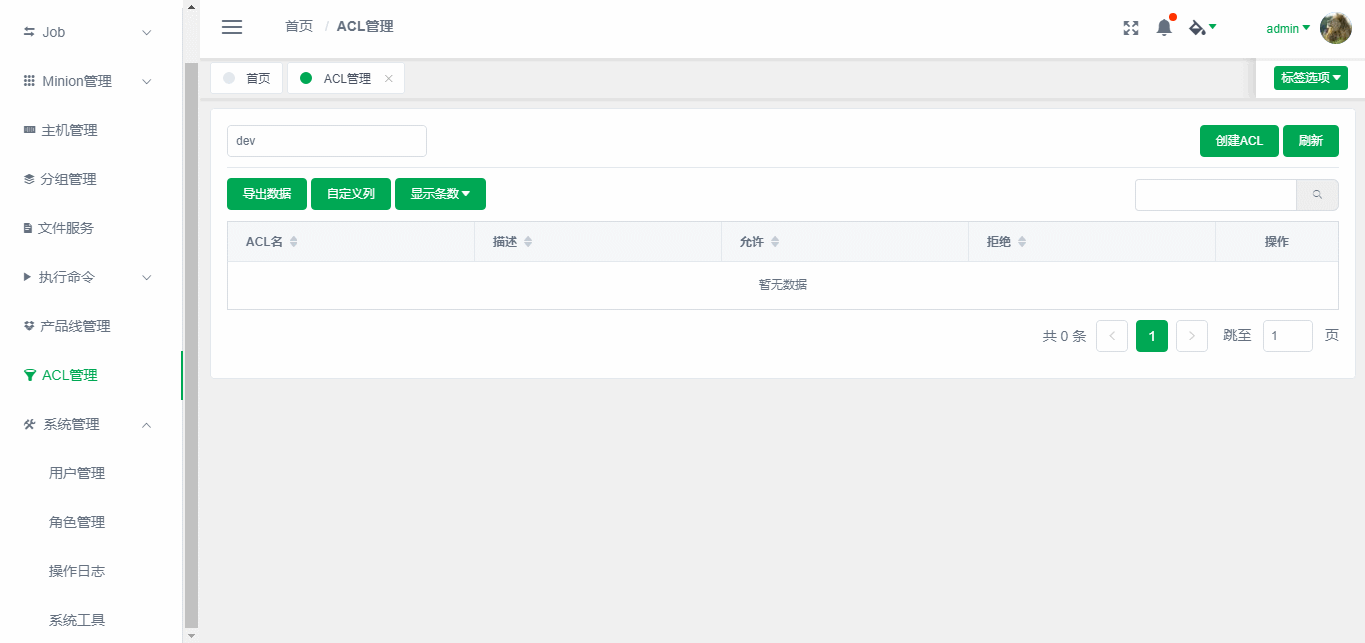 Job
Minion管理
主机管理
分组管理
文件服务
执行命令
产品线管理
ACL管理
系统管理
用户管理
角色管理
操作日志
系统工具
首页 / ACL管理
admin
首页
ACL管理
标签选项
dev
创建ACL
刷新
导出数据
自定义列
显示条数
ACL名
描述
允许
拒绝
操作
暂无数据
共 0 条
1
跳至
1
页